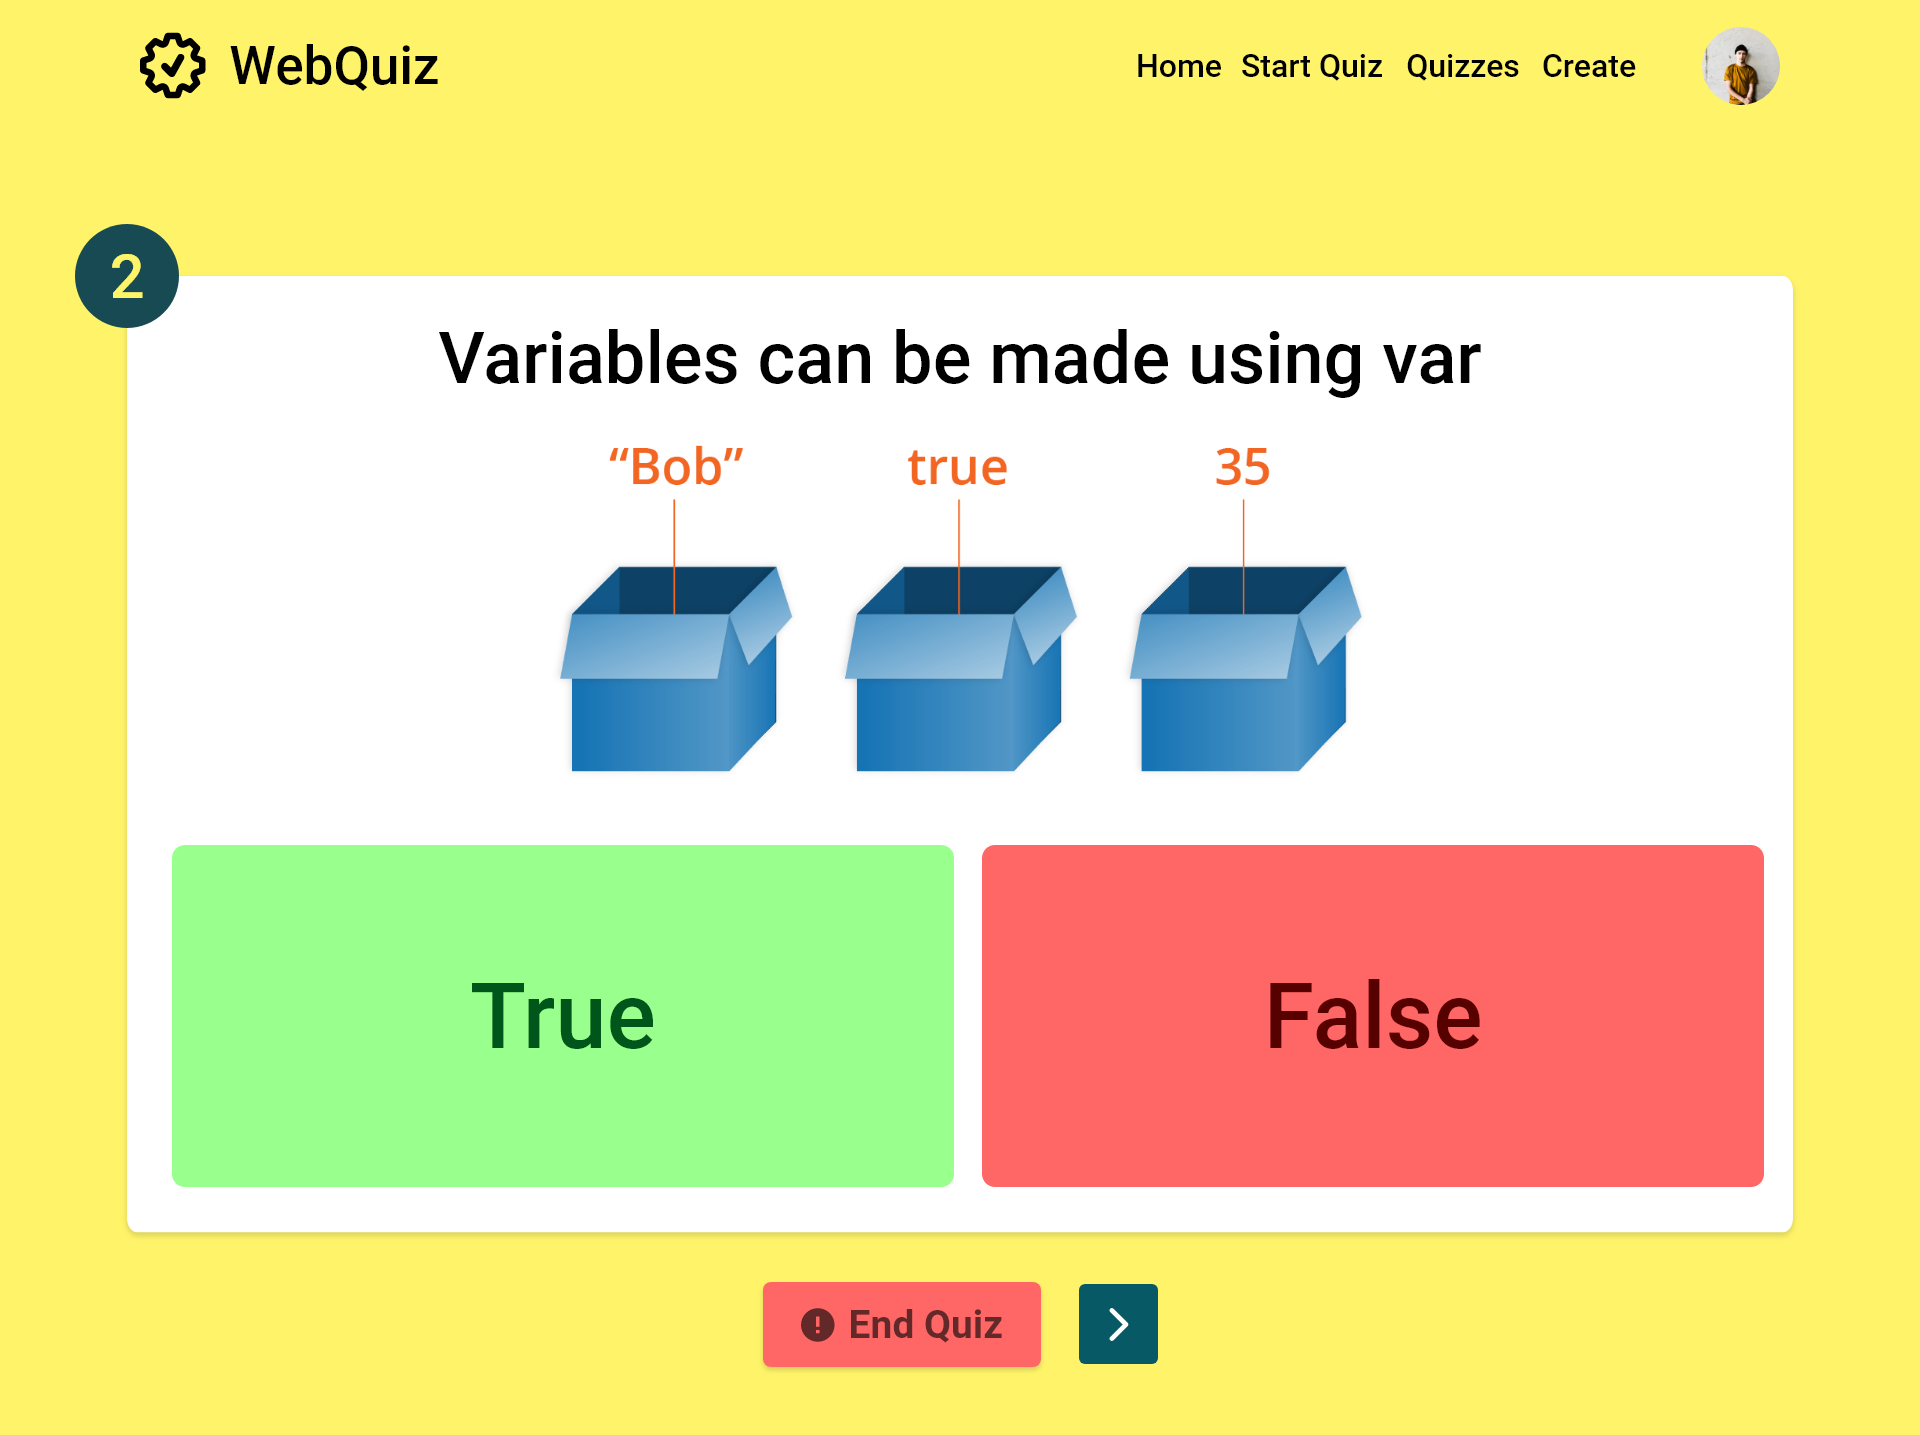 WebQuiz
Home Start Quiz Quizzes Create
2
Variables can be made using var
“Bob” true 35
True False
End Quiz